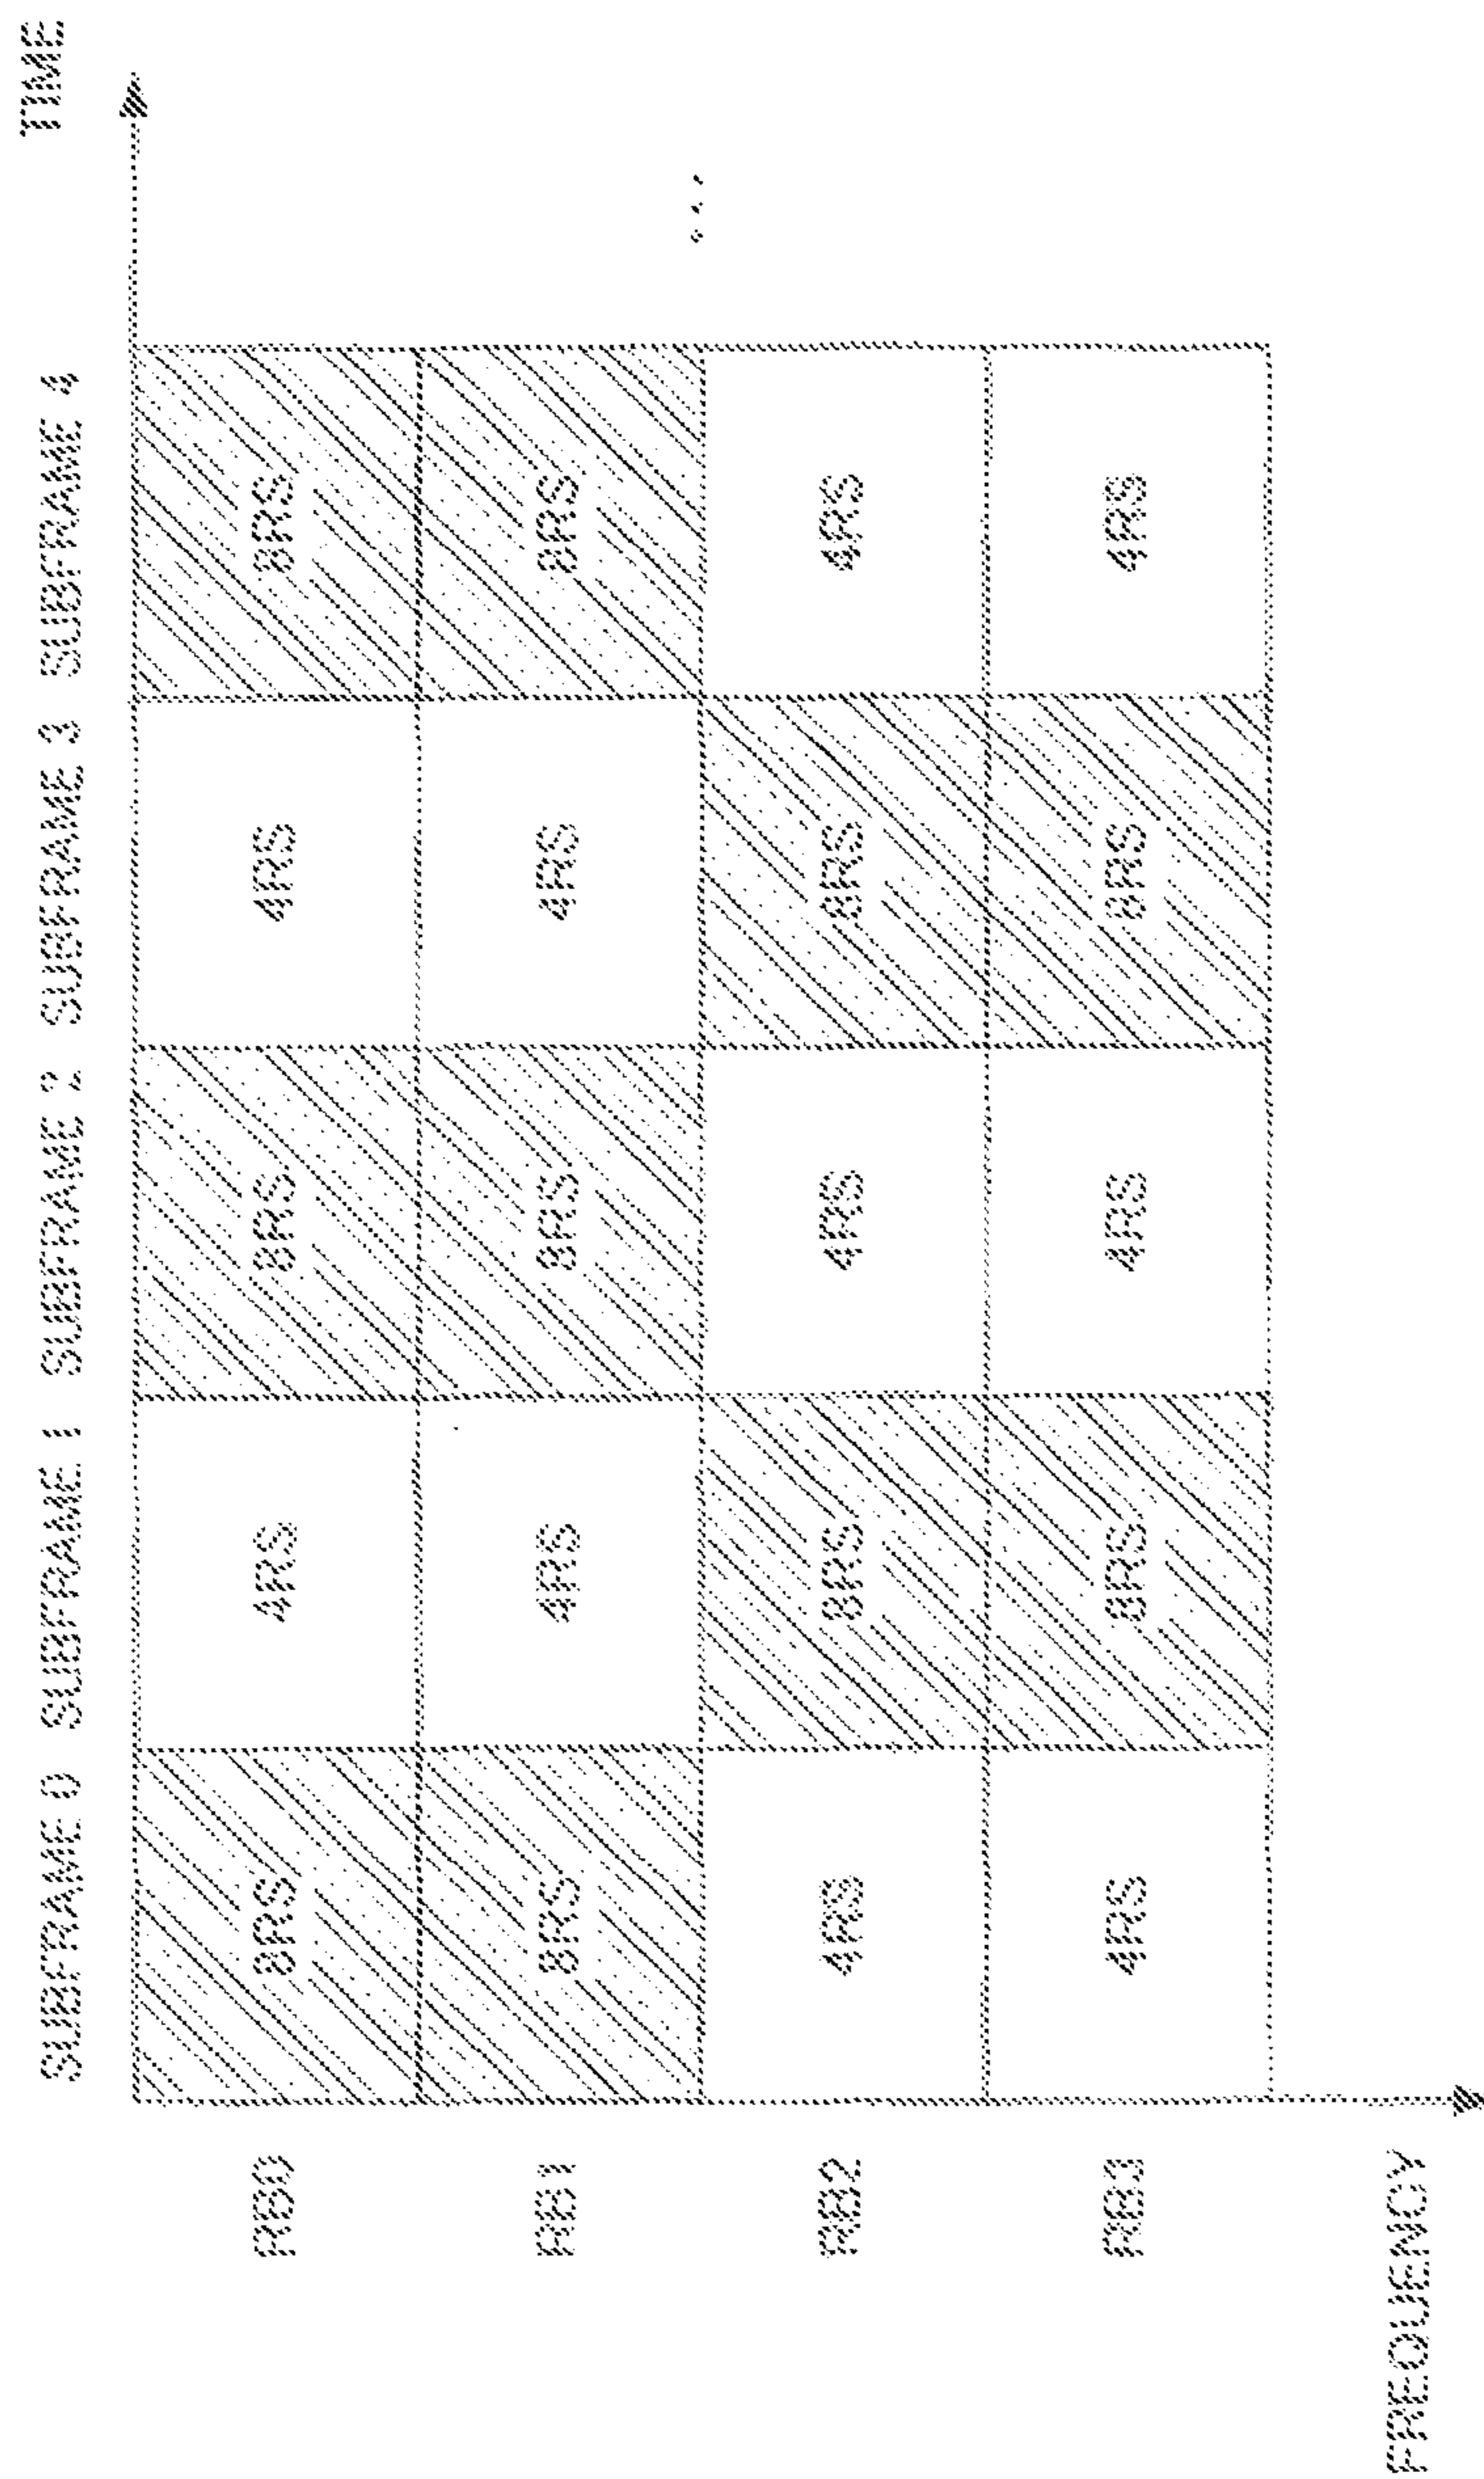 TIME
SUBFRAME 0 SUBFRAME 1 SUBFRAME 2 SUBFRAME 3 SUBFRAME 4
RB0 8RS 4RS 8RS 4RS 8RS
RB1 8RS 4RS 8RS 4RS 8RS
...
RB2 4RS 8RS 4RS 8RS 4RS
RB3 4RS 8RS 4RS 8RS 4RS
FREQUENCY